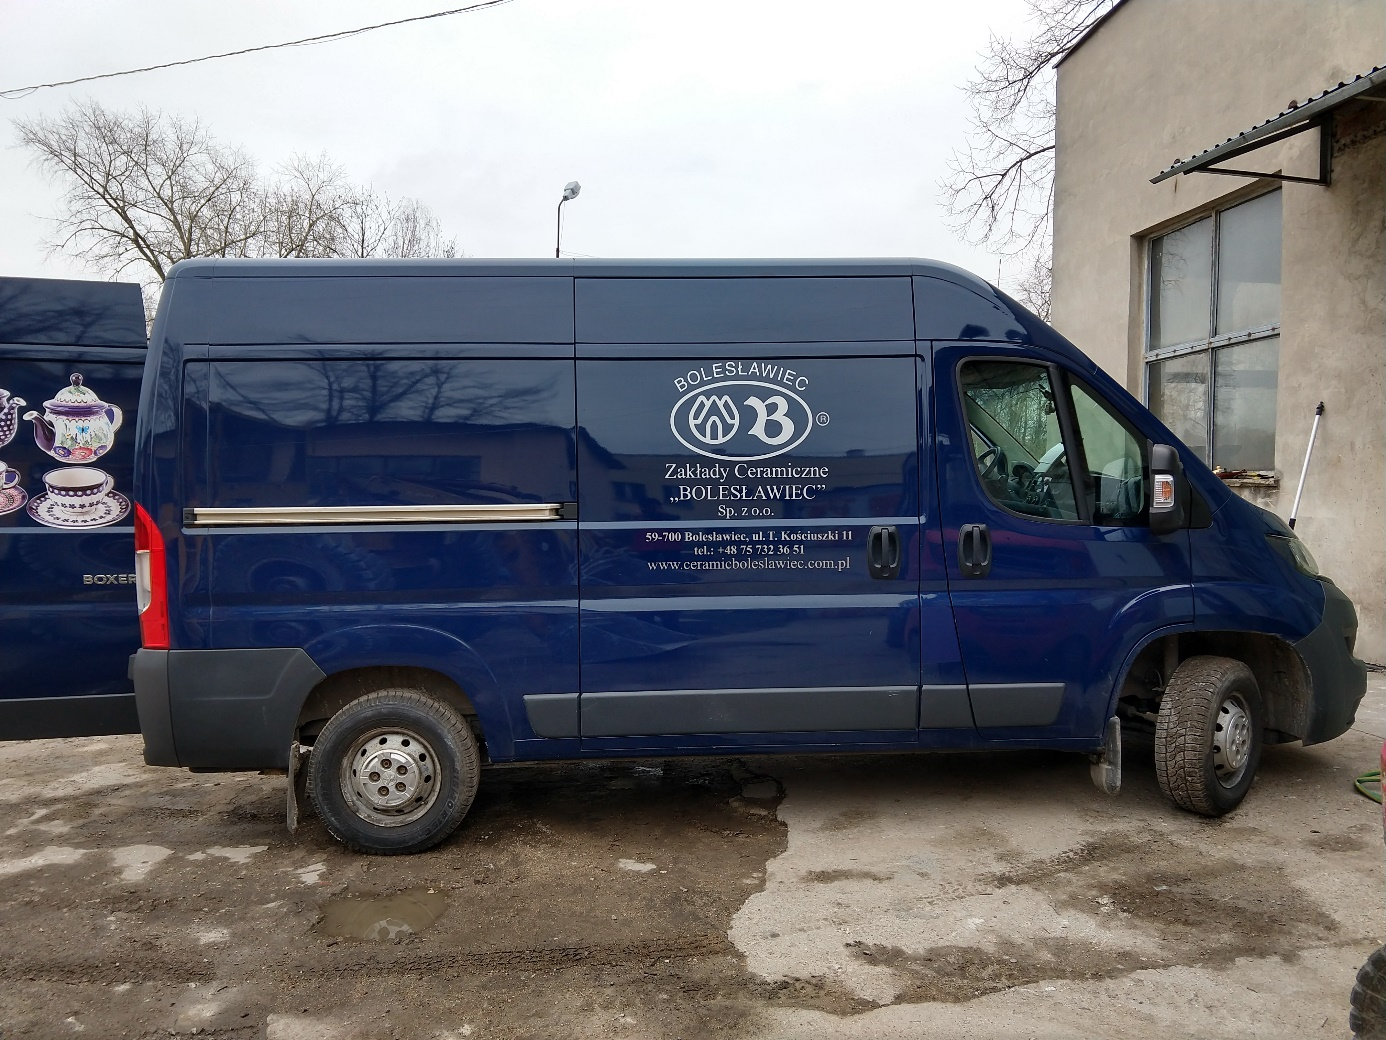 BOLESŁAWIEC
B ®
Zakłady Ceramiczne
„BOLESŁAWIEC”
Sp. z o.o.
59-700 Bolesławiec, ul. T. Kościuszki 11
tel.: +48 75 732 36 51
www.ceramicboleslawiec.com.pl
BOXER